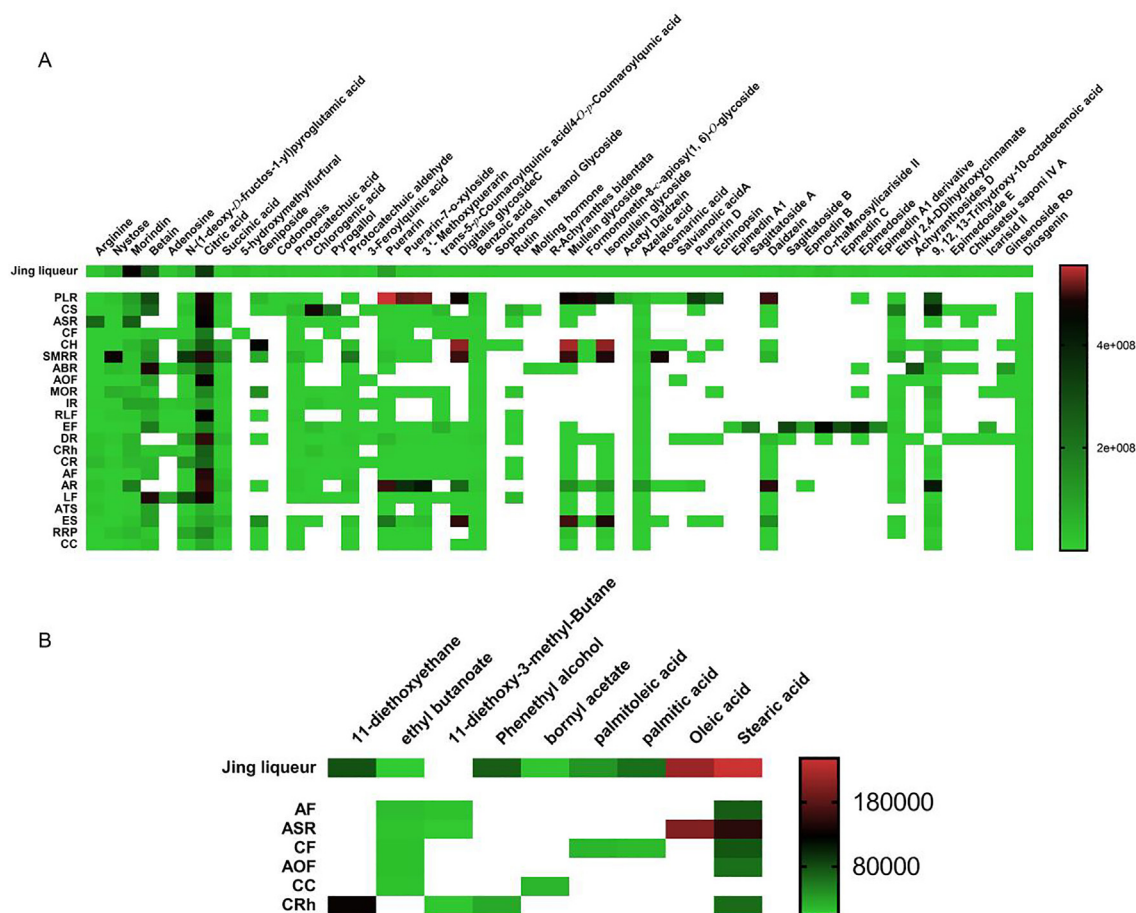 A
Arginine
Nystose
Morindin
Betain
Adenosine
N-(1-deoxy-D-fructos-1-yl)pyroglutamic acid
Citric acid
Succinic acid
5-hydroxymethylfurfural
Geniposide
Codonopsis
Protocatechuic acid
Chlorogenic acid
Pyrogallol
Protocatechuic aldehyde
3-Feroylquinic acid
Puerarin
Puerarin-7-o-xyloside
3'- Methoxypuerarin
trans-5-p-Coumaroylquinic acid/4-O-p-Coumaroylqunic acid
Digitalis glycosideC
Benzoic acid
Sophorosin hexanol Glycoside
Rutin
Molting hormone
R-Achyranthes bidentata
Mullein glycoside
Formononetin-8-c-apiosy(1, 6)-O-glycoside
Isomullein glycoside
Acetyl Daidzein
Azelaic acid
Rosmarinic acid
Salvianolic acidA
Puerarin D
Echinopsin
Epimedin A1
Sagittatoside A
Daidzein
Sagittatoside B
Epmedin B
O-rhaMnosylicariside II
Epmedin C
Epimedoside
Epimedin A1 derivative
Ethyl 2,4-DDihydroxycinnamate
Achyranthosides D
9, 12, 13-Trihydroxy-10-octadecenoic acid
Epimedoside E
Chikusetsu saponI IV A
Icarisid II
Ginsenoside Ro
Diosgenin
Jing liqueur
PLR
CS
ASR
CF
CH
SMRR
ABR
AOF
MOR
IR
RLF
EF
DR
CRh
CR
AF
AR
LF
ATS
ES
RRP
CC
4e+008
2e+008
B
11-diethoxyethane
ethyl butanoate
11-diethoxy-3-methyl-Butane
Phenethyl alcohol
bornyl acetate
palmitoleic acid
palmitic acid
Oleic acid
Stearic acid
Jing liqueur
AF
ASR
CF
AOF
CC
CRh
180000
80000